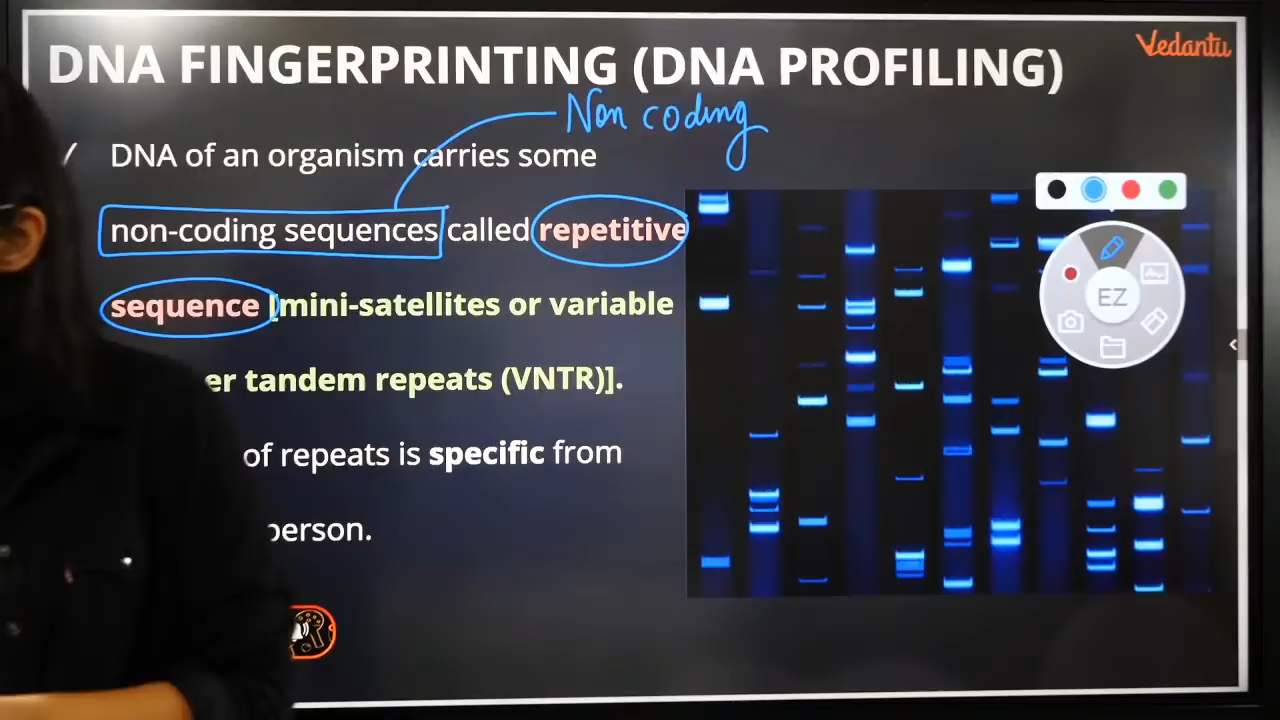 DNA FINGERPRINTING (DNA PROFILING)
Vedantu
Non coding
DNA of an organism carries some
non-coding sequences called repetitive
sequence [mini-satellites or variable
er tandem repeats (VNTR)].
of repeats is specific from
person.
EZ